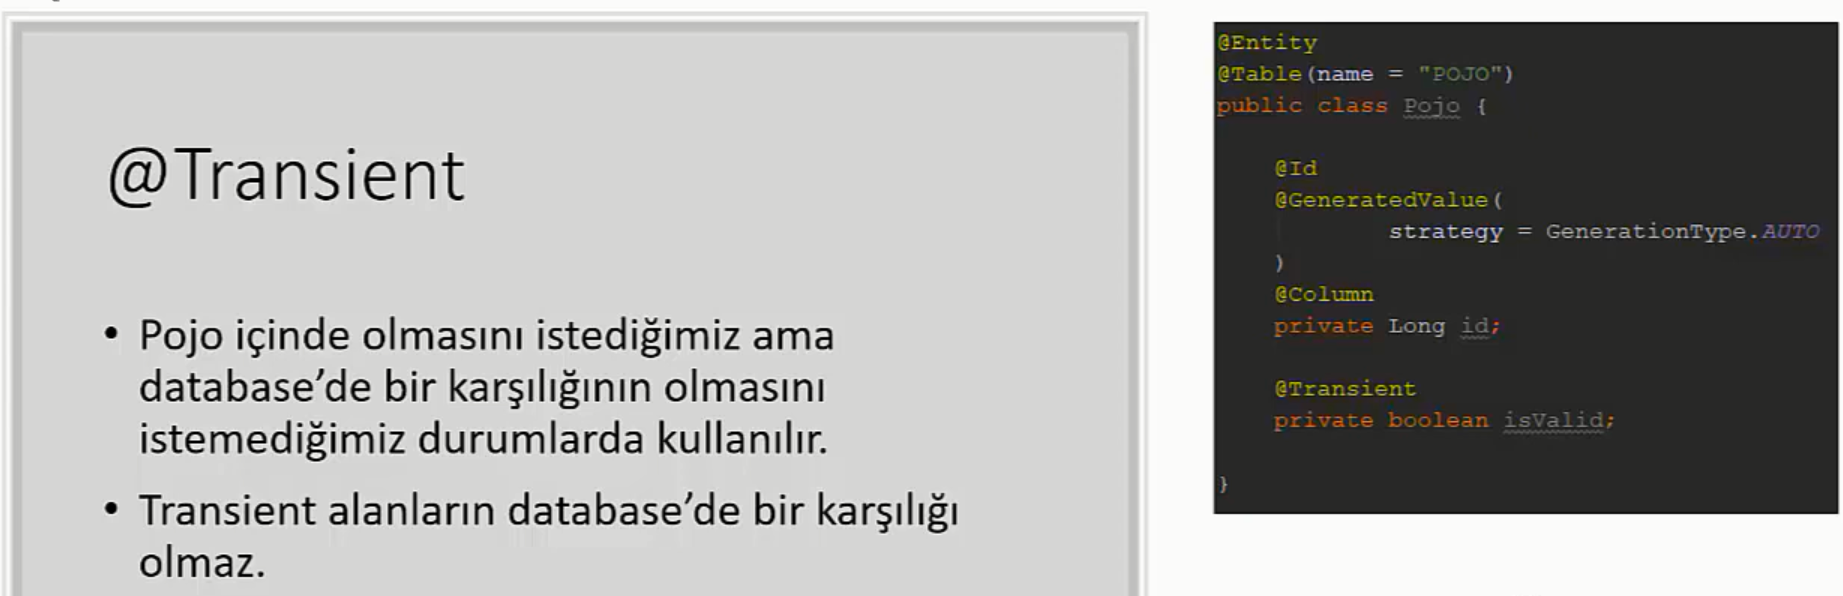 @Transient
• Pojo içinde olmasını istediğimiz ama
database’de bir karşılığının olmasını
istemediğimiz durumlarda kullanılır.
• Transient alanların database’de bir karşılığı
olmaz.
@Entity
@Table(name = "POJO")
public class Pojo {
@Id
@GeneratedValue(
strategy = GenerationType.AUTO
)
@Column
private Long id;
@Transient
private boolean isValid;
}